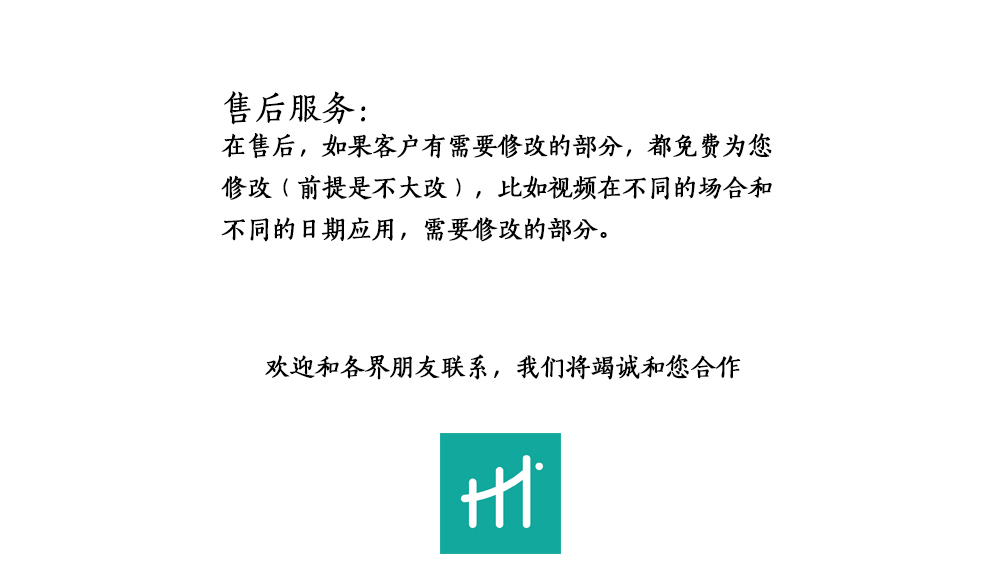 售后服务：
在售后，如果客户有需要修改的部分，都免费为您
修改（前提是不大改），比如视频在不同的场合和
不同的日期应用，需要修改的部分。
欢迎和各界朋友联系，我们将竭诚和您合作